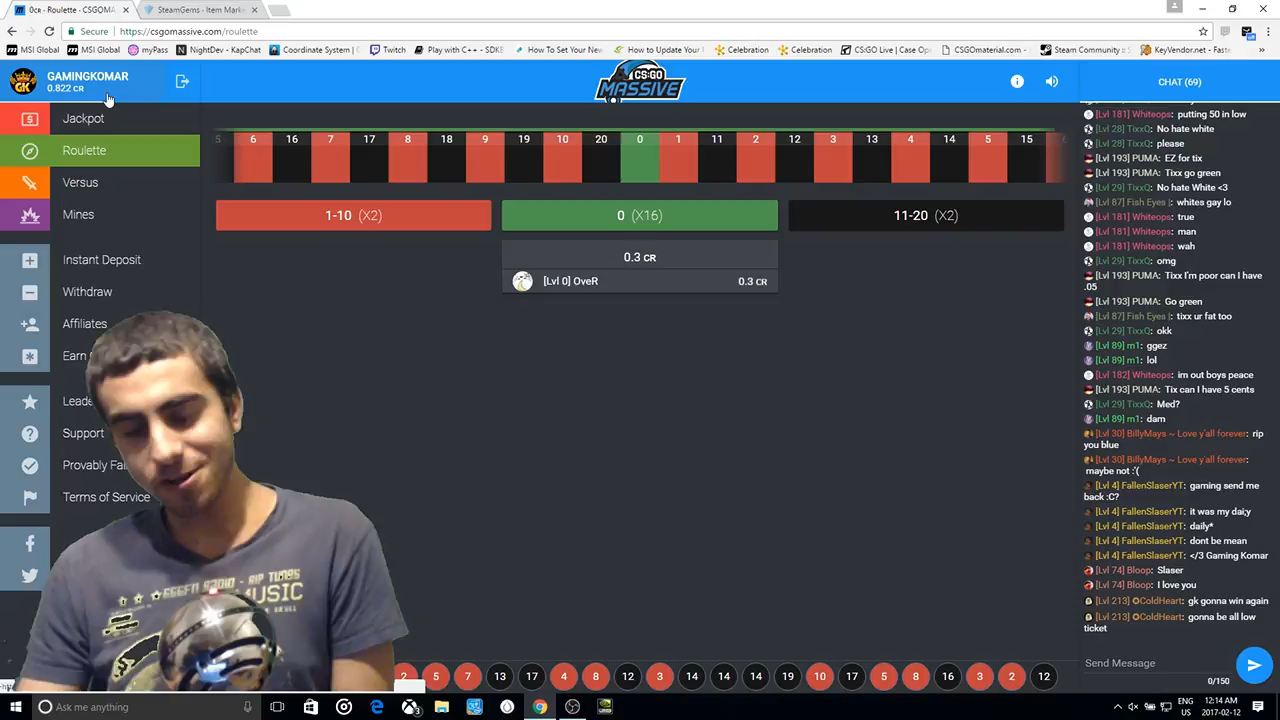 0cr - Roulette - CSGOMA
SteamGems - Item Mark
Secure
https://csgomassive.com/roulette
MSI Global
MSI Global
myPass
NightDev - KapChat
Coordinate System
Twitch
Play with C++ - SDKE
How To Set Your New
How to Update Your
Celebration
Celebration
CS:GO Live | Case Op
CSGOmaterial.com
Steam Community ::
KeyVendor.net - Faste
GAMINGKOMAR
0.822 CR
CS:GO
MASSIVE
CHAT (69)
Jackpot
Roulette
Versus
Mines
Instant Deposit
Withdraw
Affiliates
Earn
Leade
Support
Provably Fai
Terms of Service
5 6 16 7 17 8 18 9 19 10 20 0 1 11 2 12 3 13 4 14 5 15
1-10 (X2)
0 (X16)
11-20 (X2)
0.3 CR
[Lvl 0] OveR
0.3 CR
[Lvl 181] Whiteops: putting 50 in low
[Lvl 28] TixxQ: No hate white
[Lvl 28] TixxQ: please
[Lvl 193] PUMA: EZ for tix
[Lvl 193] PUMA: Tixx go green
[Lvl 29] TixxQ: No hate White <3
[Lvl 87] Fish Eyes |: whites gay lo
[Lvl 181] Whiteops: true
[Lvl 181] Whiteops: man
[Lvl 181] Whiteops: wah
[Lvl 29] TixxQ: omg
[Lvl 193] PUMA: Tixx I'm poor can I have
.05
[Lvl 193] PUMA: Go green
[Lvl 87] Fish Eyes |: tixx ur fat too
[Lvl 29] TixxQ: okk
[Lvl 89] m1: ggez
[Lvl 89] m1: lol
[Lvl 182] Whiteops: im out boys peace
[Lvl 193] PUMA: Tix can I have 5 cents
[Lvl 29] TixxQ: Med?
[Lvl 89] m1: dam
[Lvl 30] BillyMays ~ Love y'all forever: rip
you blue
[Lvl 30] BillyMays ~ Love y'all forever:
maybe not :'(
[Lvl 4] FallenSlaserYT: gaming send me
back :C?
[Lvl 4] FallenSlaserYT: it was my dai;y
[Lvl 4] FallenSlaserYT: daily*
[Lvl 4] FallenSlaserYT: dont be mean
[Lvl 4] FallenSlaserYT: </3 Gaming Komar
[Lvl 74] Bloop: Slaser
[Lvl 74] Bloop: I love you
[Lvl 213] ✪ColdHeart: gk gonna win again
[Lvl 213] ✪ColdHeart: gonna be all low
ticket
Send Message
0/150
RIP TUNES
MUSIC
2 5 7 13 17 4 8 12 3 14 14 14 19 10 17 5 8 16 3 2 12
Ask me anything
ENG
US
12:14 AM
2017-02-12